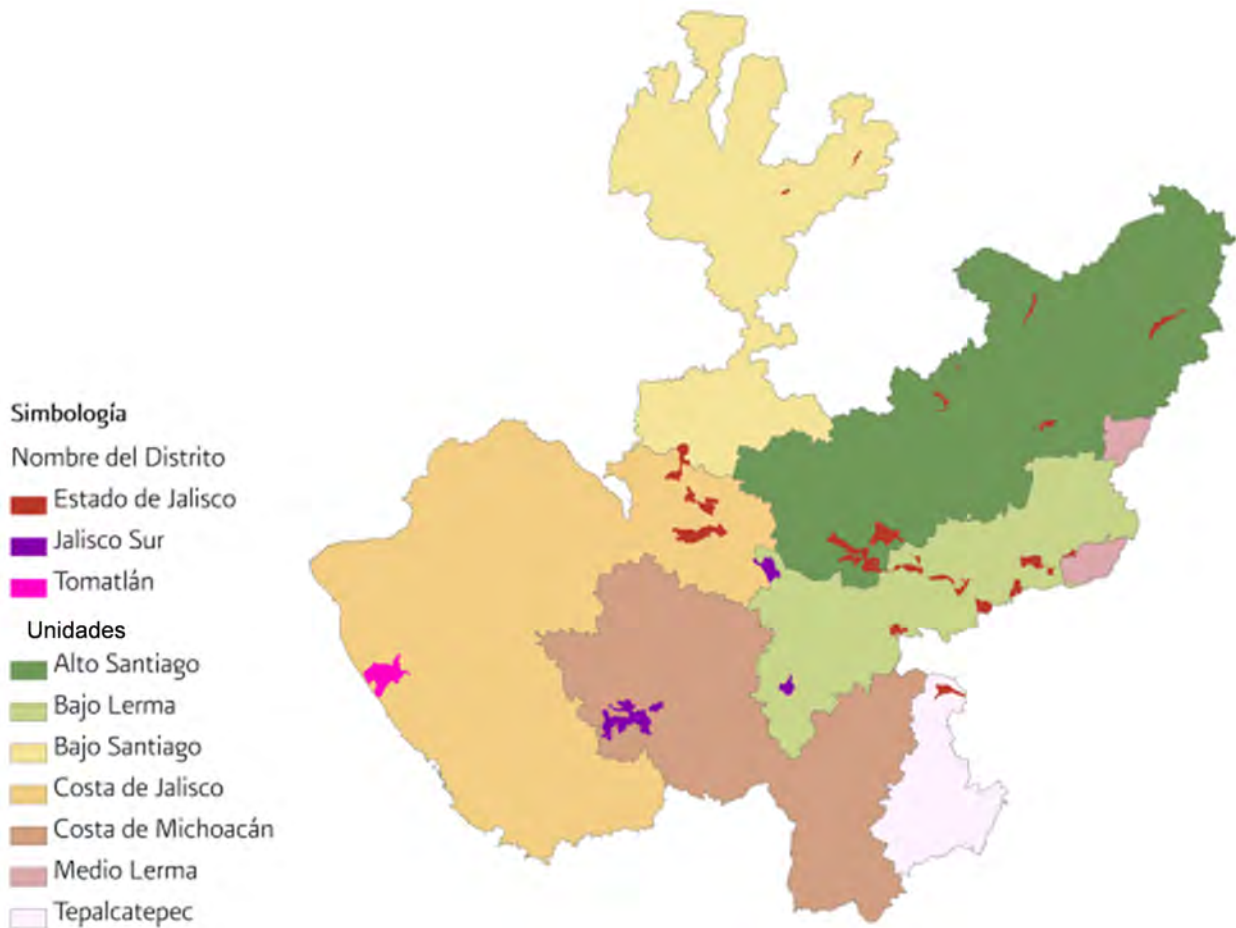 Simbología
Nombre del Distrito
Estado de Jalisco
Jalisco Sur
Tomatlán
Unidades
Alto Santiago
Bajo Lerma
Bajo Santiago
Costa de Jalisco
Costa de Michoacán
Medio Lerma
Tepalcatepec